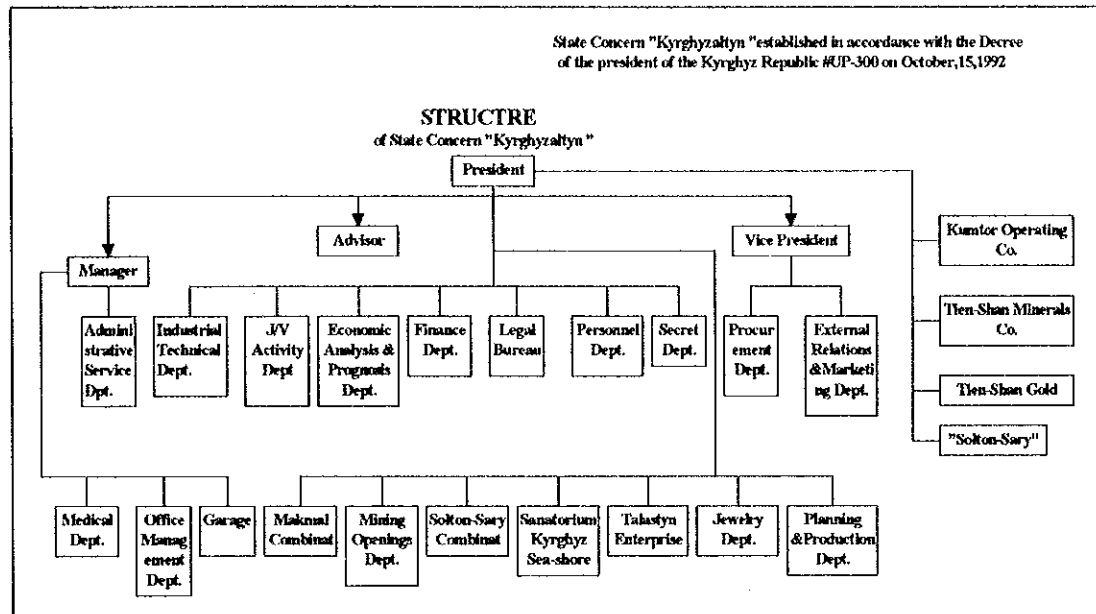 State Concern "Kyrghyzaltyn "established in accordance with the Decree
of the president of the Kyrghyz Republic #UP-300 on October,15,1992
STRUCTRE
of State Concern "Kyrghyzaltyn "
President
Advisor
Vice President
Manager
Kumtor Operating
Co.
Tien-Shan Minerals
Co.
Tien-Shan Gold
"Solton-Sary"
Admini
strative
Service
Dpt.
Industrial
Technical
Dept.
J/V
Activity
Dept
Economic
Analysis &
Prognosis
Dept.
Finance
Dept.
Legal
Bureau
Personnel
Dept.
Secret
Dept.
Procur
ement
Dept.
External
Relations
&Marketi
ng Dept.
Medical
Dept.
Office
Manag
ement
Dept.
Garage
Makmal
Combinat
Mining
Openings
Dept.
Solton-Sary
Combinat
Sanatorium
Kyrghyz
Sea-shore
Talastyn
Enterprise
Jewelry
Dept.
Planning
&Production
Dept.